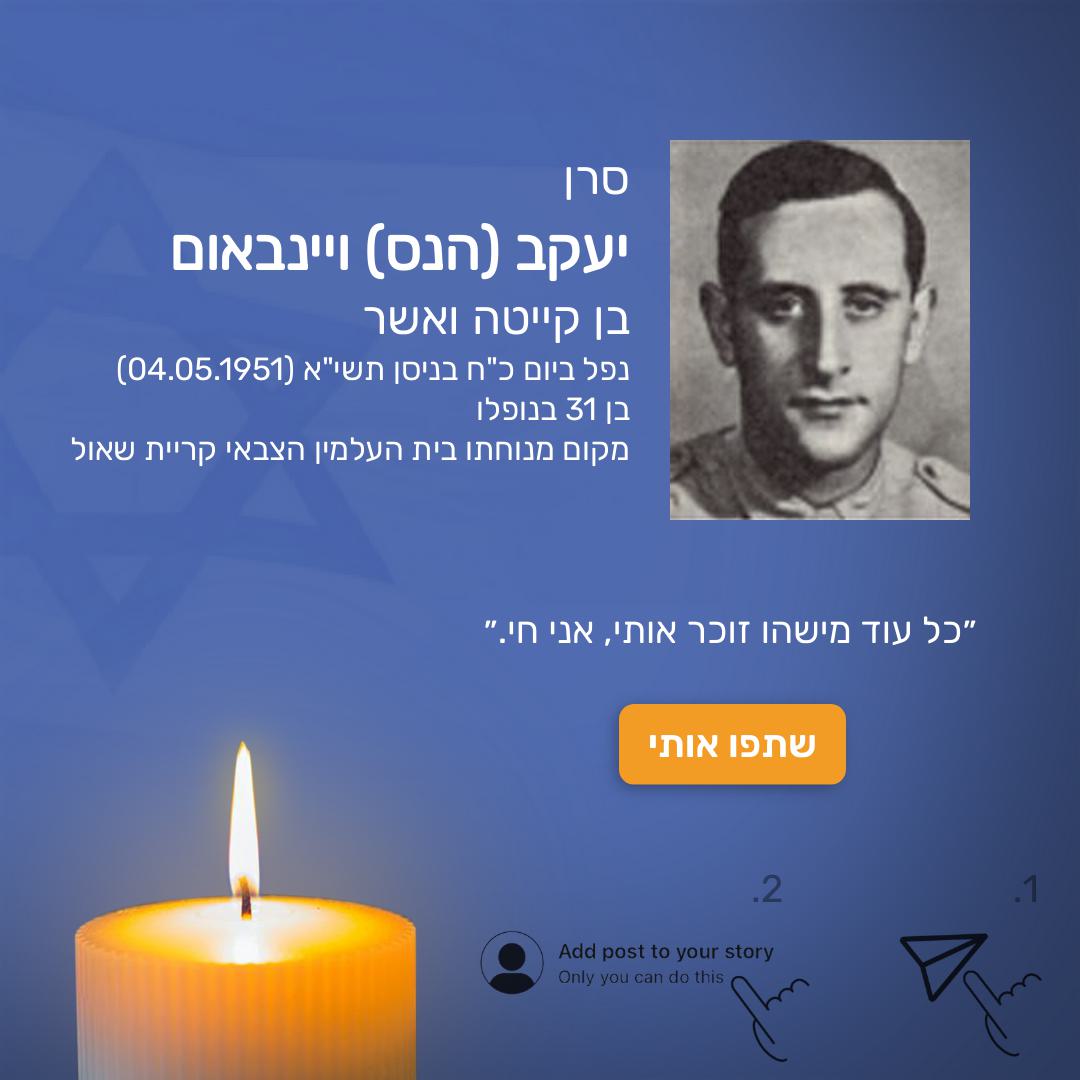 סרן
יעקב (הנס) ויינבאום
בן קייטה ואשר
נפל ביום כ"ח בניסן תשי"א (04.05.1951)
בן 31 בנופלו
מקום מנוחתו בית העלמין הצבאי קריית שאול
״כל עוד מישהו זוכר אותי, אני חי.״
שתפו אותי
.1
.2
Add post to your story
Only you can do this